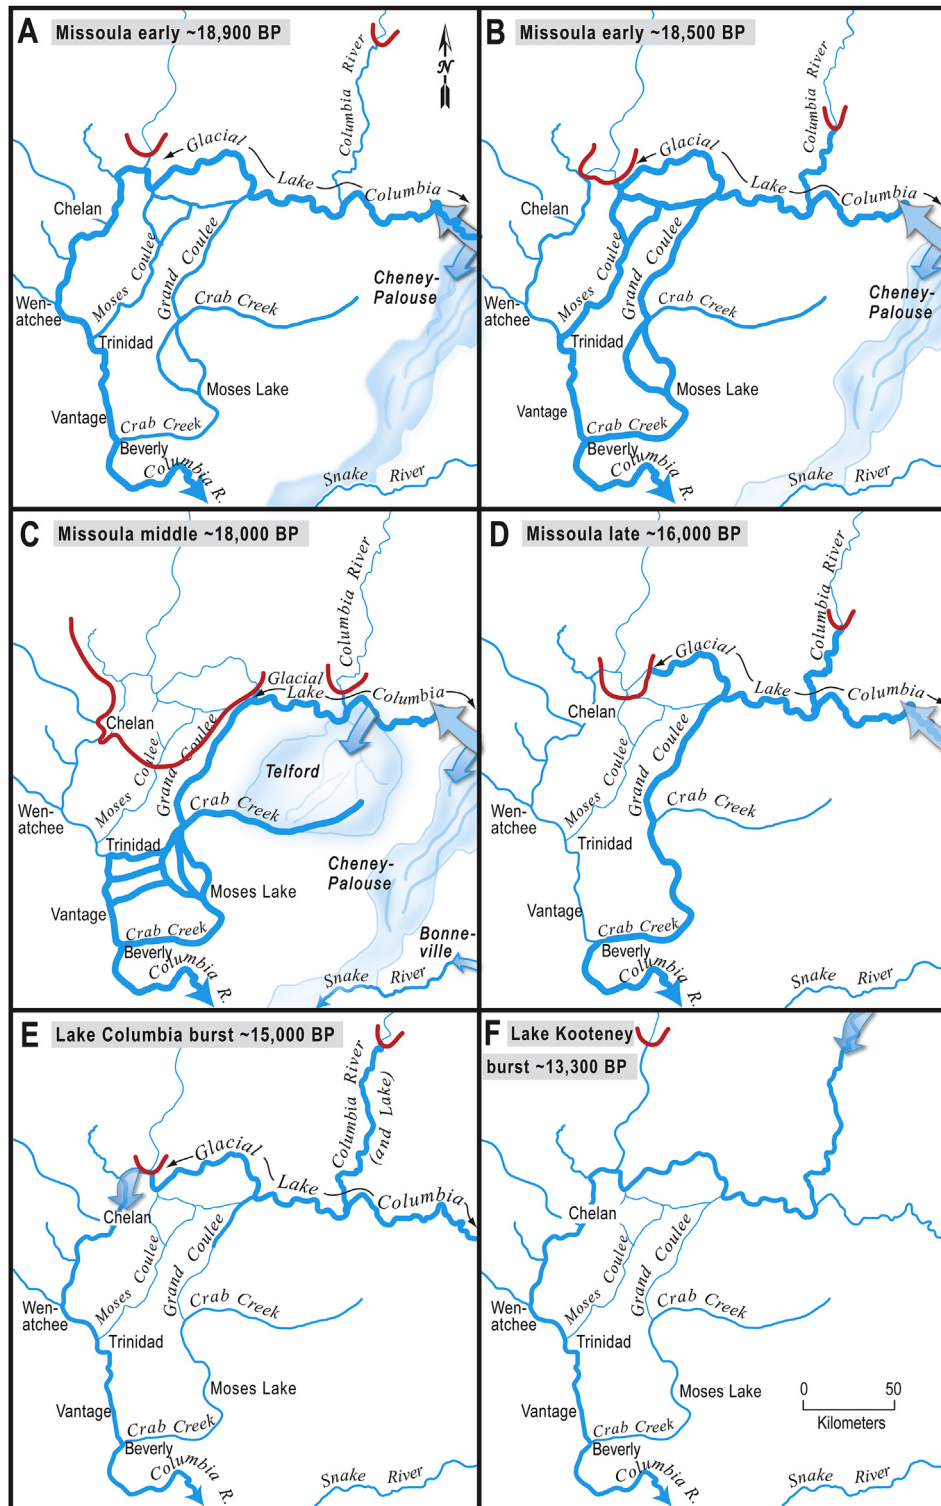 A
Missoula early ~18,900 BP
N
Columbia River
Glacial
Lake
Columbia
Chelan
Moses Coulee
Grand Coulee
Cheney-
Palouse
Wen-
atchee
Crab Creek
Trinidad
Moses Lake
Vantage
Crab Creek
Beverly
Columbia R.
Snake River
B
Missoula early ~18,500 BP
Columbia River
Glacial
Lake
Columbia
Chelan
Moses Coulee
Grand Coulee
Cheney-
Palouse
Wen-
atchee
Crab Creek
Trinidad
Moses Lake
Vantage
Crab Creek
Beverly
Columbia R.
Snake River
C
Missoula middle ~18,000 BP
Columbia River
Glacial
Lake
Columbia
Chelan
Moses Coulee
Grand Coulee
Telford
Wen-
atchee
Crab Creek
Trinidad
Cheney-
Palouse
Moses Lake
Vantage
Crab Creek
Bonne-
ville
Beverly
Columbia R.
Snake River
D
Missoula late ~16,000 BP
Columbia River
Glacial
Lake
Columbia
Chelan
Moses Coulee
Grand Coulee
Wen-
atchee
Crab Creek
Trinidad
Moses Lake
Vantage
Crab Creek
Beverly
Columbia R.
Snake River
E
Lake Columbia burst ~15,000 BP
Columbia River
(and Lake)
Glacial
Lake
Columbia
Chelan
Moses Coulee
Grand Coulee
Wen-
atchee
Crab Creek
Trinidad
Moses Lake
Vantage
Crab Creek
Beverly
Columbia R.
Snake River
F
Lake Kooteney
burst ~13,300 BP
Chelan
Moses Coulee
Grand Coulee
Wen-
atchee
Crab Creek
Trinidad
Moses Lake
0 50
Kilometers
Vantage
Crab Creek
Beverly
Columbia R.
Snake River